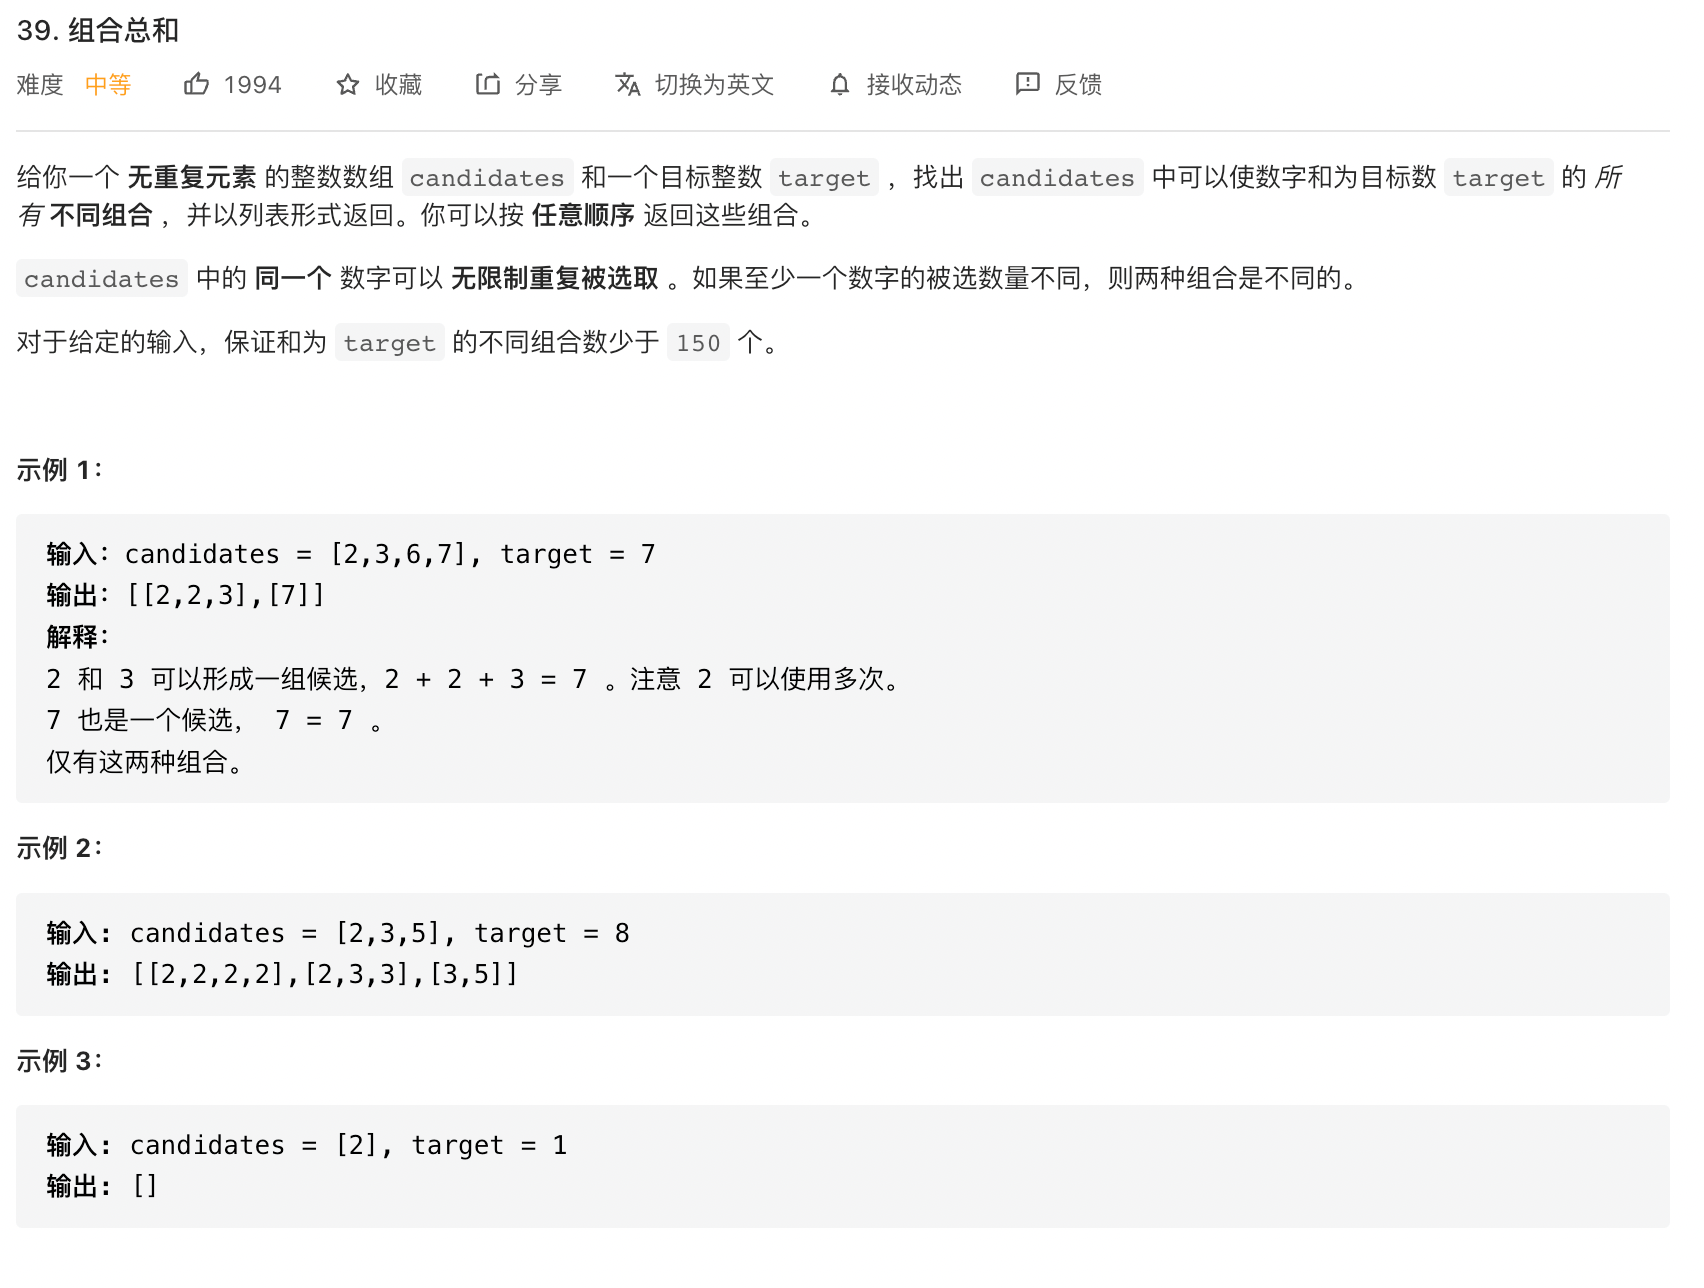 39. 组合总和
难度 中等 1994 收藏 分享 切换为英文 接收动态 反馈
给你一个 无重复元素 的整数数组 candidates 和一个目标整数 target ，找出 candidates 中可以使数字和为目标数 target 的 所
有 不同组合 ，并以列表形式返回。你可以按 任意顺序 返回这些组合。
candidates 中的 同一个 数字可以 无限制重复被选取 。如果至少一个数字的被选数量不同，则两种组合是不同的。
对于给定的输入，保证和为 target 的不同组合数少于 150 个。
示例 1：
输入：candidates = [2,3,6,7], target = 7
输出：[[2,2,3],[7]]
解释：
2 和 3 可以形成一组候选，2 + 2 + 3 = 7 。注意 2 可以使用多次。
7 也是一个候选， 7 = 7 。
仅有这两种组合。
示例 2：
输入: candidates = [2,3,5], target = 8
输出: [[2,2,2,2],[2,3,3],[3,5]]
示例 3：
输入: candidates = [2], target = 1
输出: []